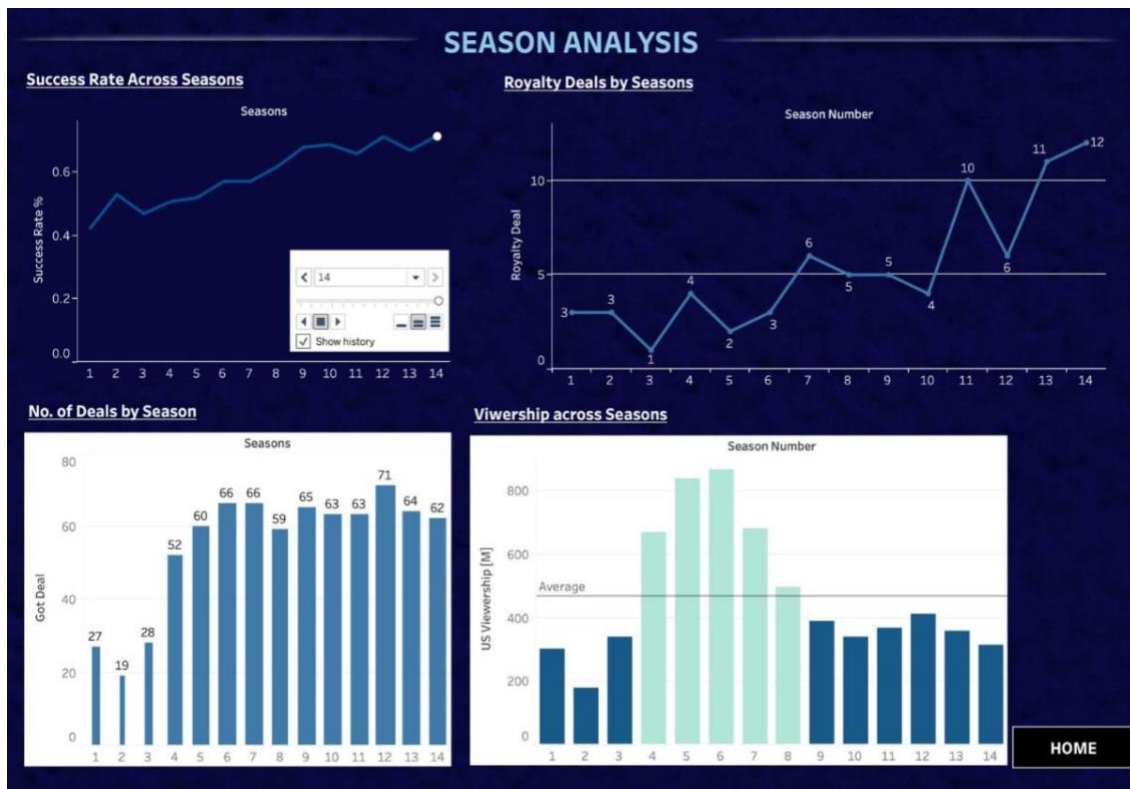 SEASON ANALYSIS
Success Rate Across Seasons
Seasons
Success Rate %
0.6
0.4
0.2
0.0
1 2 3 4 5 6 7 8 9 10 11 12 13 14
14
Show history
Royalty Deals by Seasons
Season Number
Royalty Deal
10
5
0
3 3 1 4 2 3 6 5 5 4 10 6 11 12
1 2 3 4 5 6 7 8 9 10 11 12 13 14
No. of Deals by Season
Seasons
Got Deal
80
60
40
20
0
27 19 28 52 60 66 66 59 65 63 63 71 64 62
1 2 3 4 5 6 7 8 9 10 11 12 13 14
Viwership across Seasons
Season Number
US Viewership [M]
800
600
Average
400
200
0
1 2 3 4 5 6 7 8 9 10 11 12 13 14
HOME